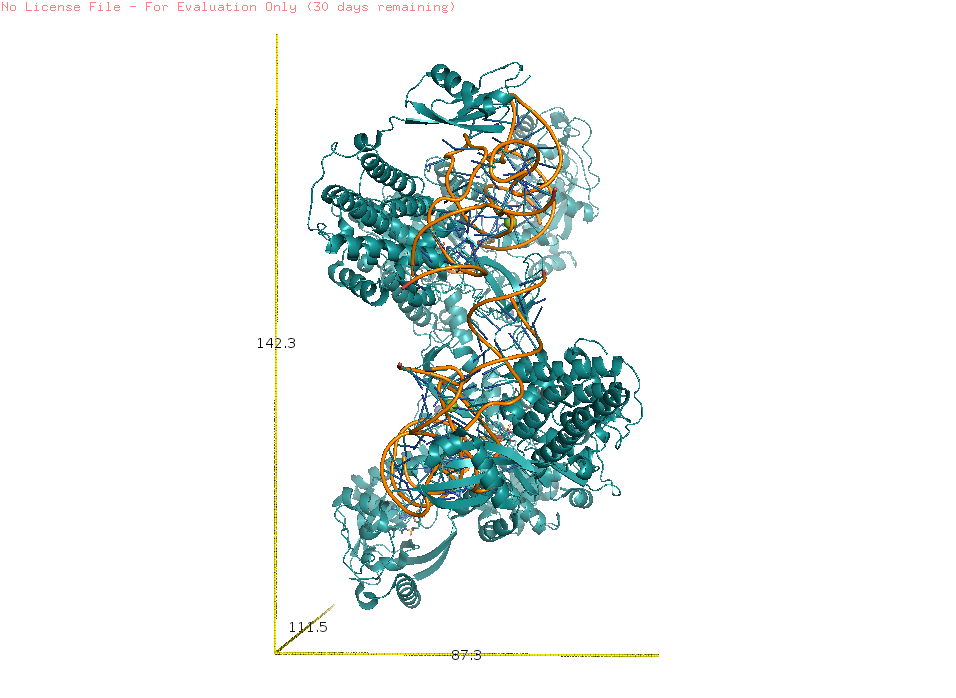 No License File - For Evaluation Only (30 days remaining)
142.3
111.5
87.3